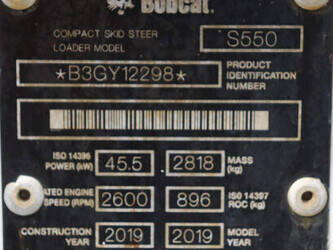 Bobcat.
COMPACT SKID STEER
LOADER MODEL
S550
*B3GY12298*
PRODUCT
IDENTIFICATION
NUMBER
ISO 14396
POWER (kW)
45.5
2818
MASS
(kg)
RATED ENGINE
SPEED (RPM)
2600
896
ISO 14397
ROC (kg)
CONSTRUCTION
YEAR
2019
2019
MODEL
YEAR